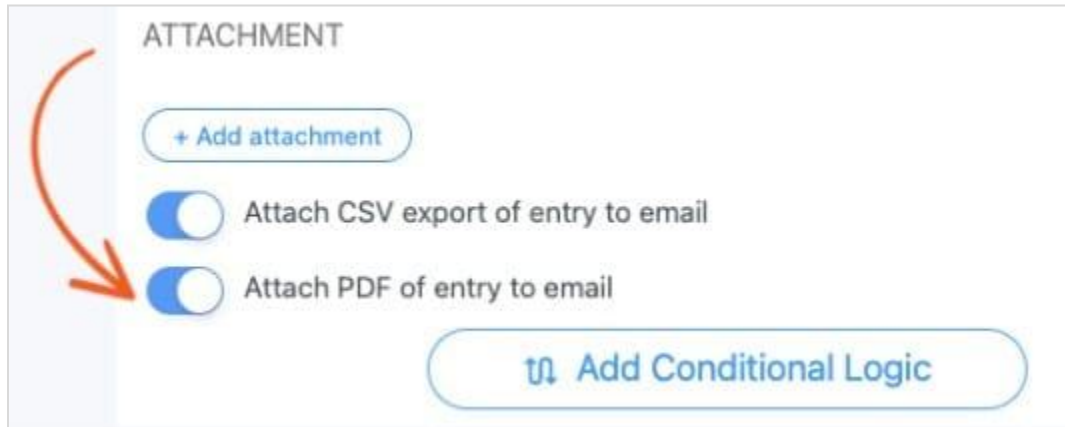 ATTACHMENT
+ Add attachment
Attach CSV export of entry to email
Attach PDF of entry to email
Add Conditional Logic